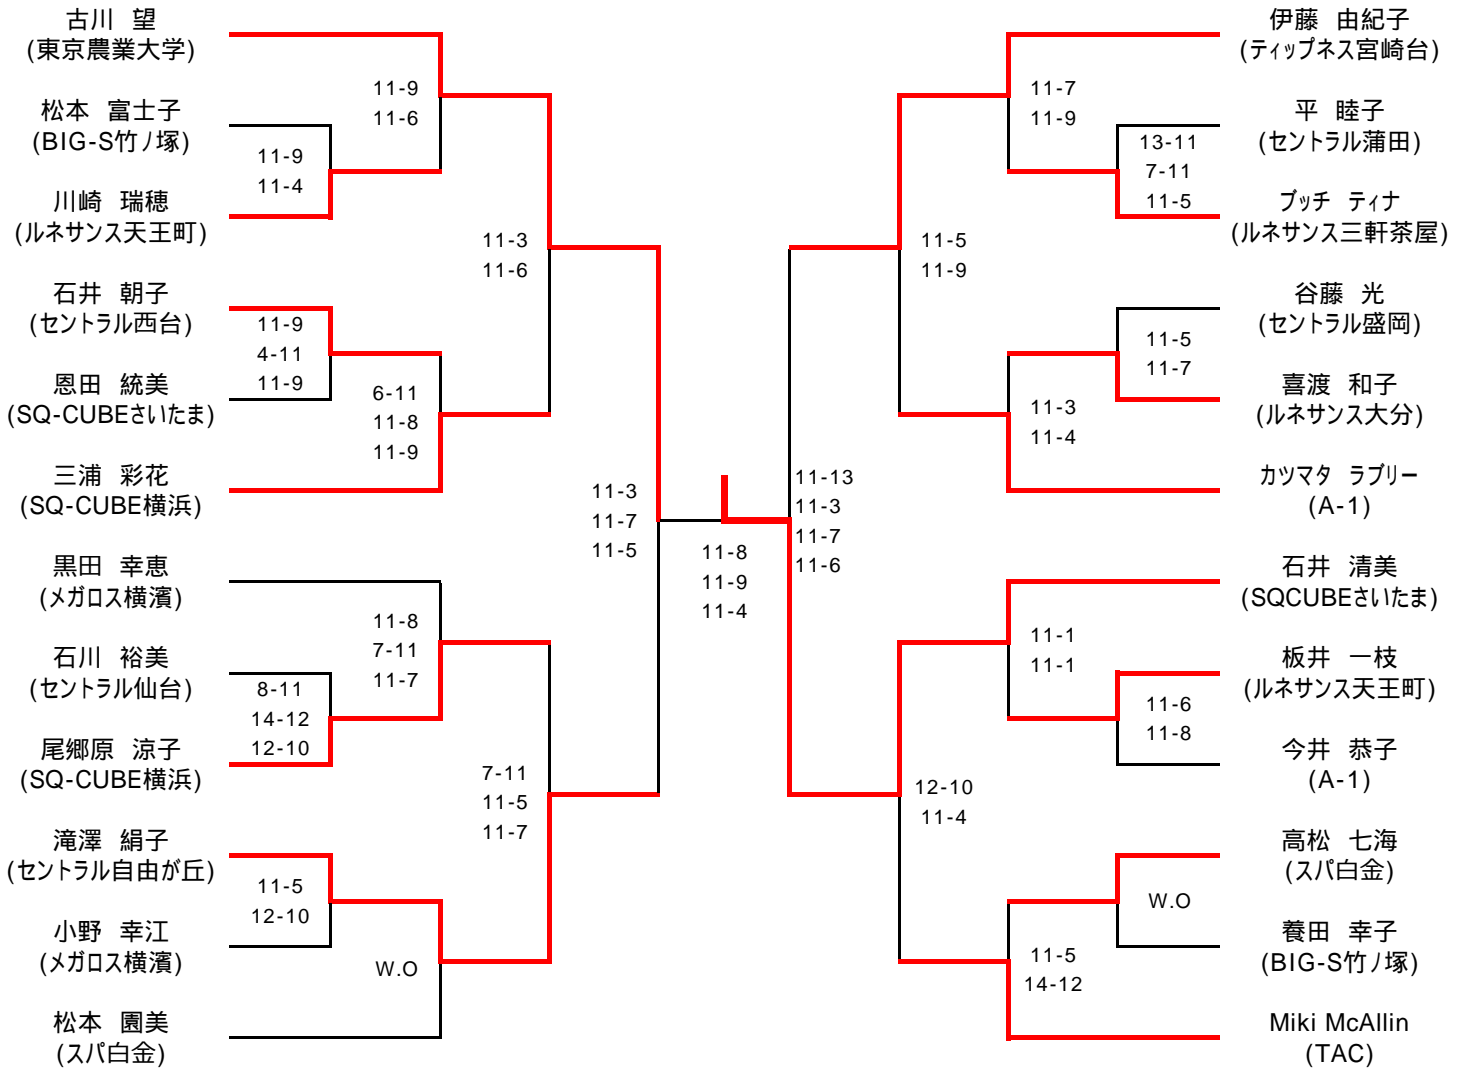 古川 望
(東京農業大学)
松本 富士子
(BIG-S竹ノ塚)
川崎 瑞穂
(ルネサンス天王町)
石井 朝子
(セントラル西台)
恩田 統美
(SQ-CUBEさいたま)
三浦 彩花
(SQ-CUBE横浜)
黒田 幸恵
(メガロス横濱)
石川 裕美
(セントラル仙台)
尾郷原 涼子
(SQ-CUBE横浜)
滝澤 絹子
(セントラル自由が丘)
小野 幸江
(メガロス横濱)
松本 園美
(スパ白金)
11-9
11-4
11-9
4-11
11-9
8-11
14-12
12-10
11-5
12-10
11-9
11-6
6-11
11-8
11-9
11-8
7-11
11-7
W.O
11-3
11-6
7-11
11-5
11-7
11-3
11-7
11-5
11-8
11-9
11-4
11-13
11-3
11-7
11-6
11-5
11-9
12-10
11-4
11-7
11-9
11-3
11-4
11-1
11-1
11-5
14-12
13-11
7-11
11-5
11-5
11-7
11-6
11-8
W.O
伊藤 由紀子
(ティップネス宮崎台)
平 睦子
(セントラル蒲田)
ブッチ ティナ
(ルネサンス三軒茶屋)
谷藤 光
(セントラル盛岡)
喜渡 和子
(ルネサンス大分)
カツマタ ラブリー
(A-1)
石井 清美
(SQCUBEさいたま)
板井 一枝
(ルネサンス天王町)
今井 恭子
(A-1)
高松 七海
(スパ白金)
養田 幸子
(BIG-S竹ノ塚)
Miki McAllin
(TAC)